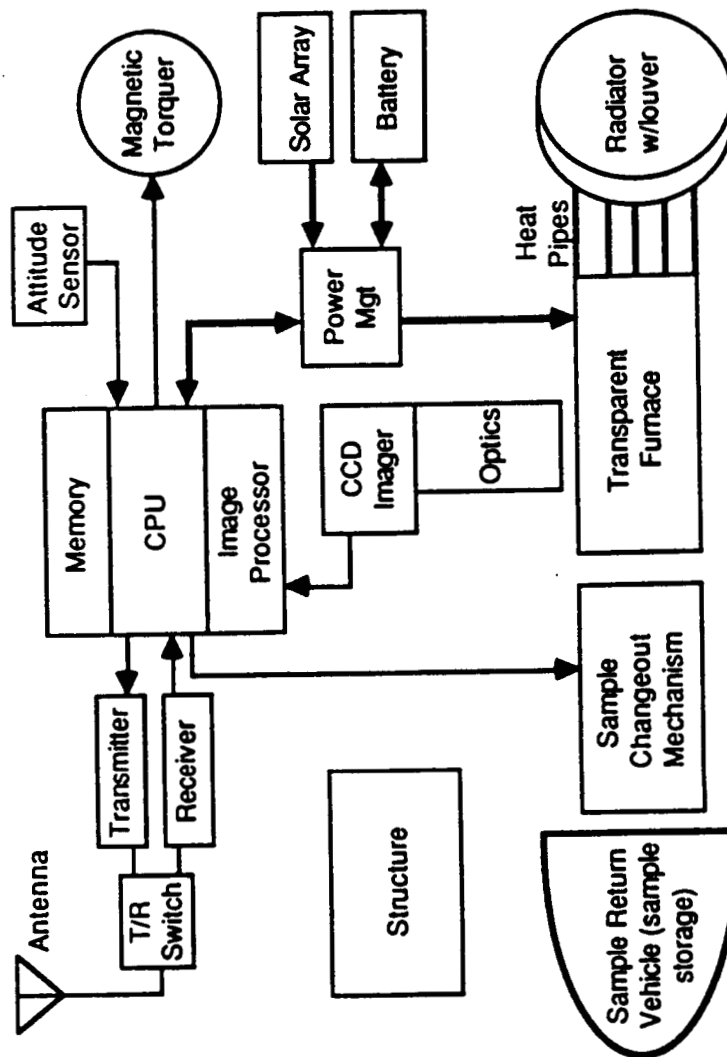 Antenna
T/R
Switch
Transmitter
Receiver
Memory
CPU
Image
Processor
Attitude
Sensor
Magnetic
Torquer
Structure
CCD
Imager
Optics
Power
Mgt
Solar Array
Battery
Sample Return
Vehicle (sample
storage)
Sample
Changeout
Mechanism
Transparent
Furnace
Heat
Pipes
Radiator
w/louver